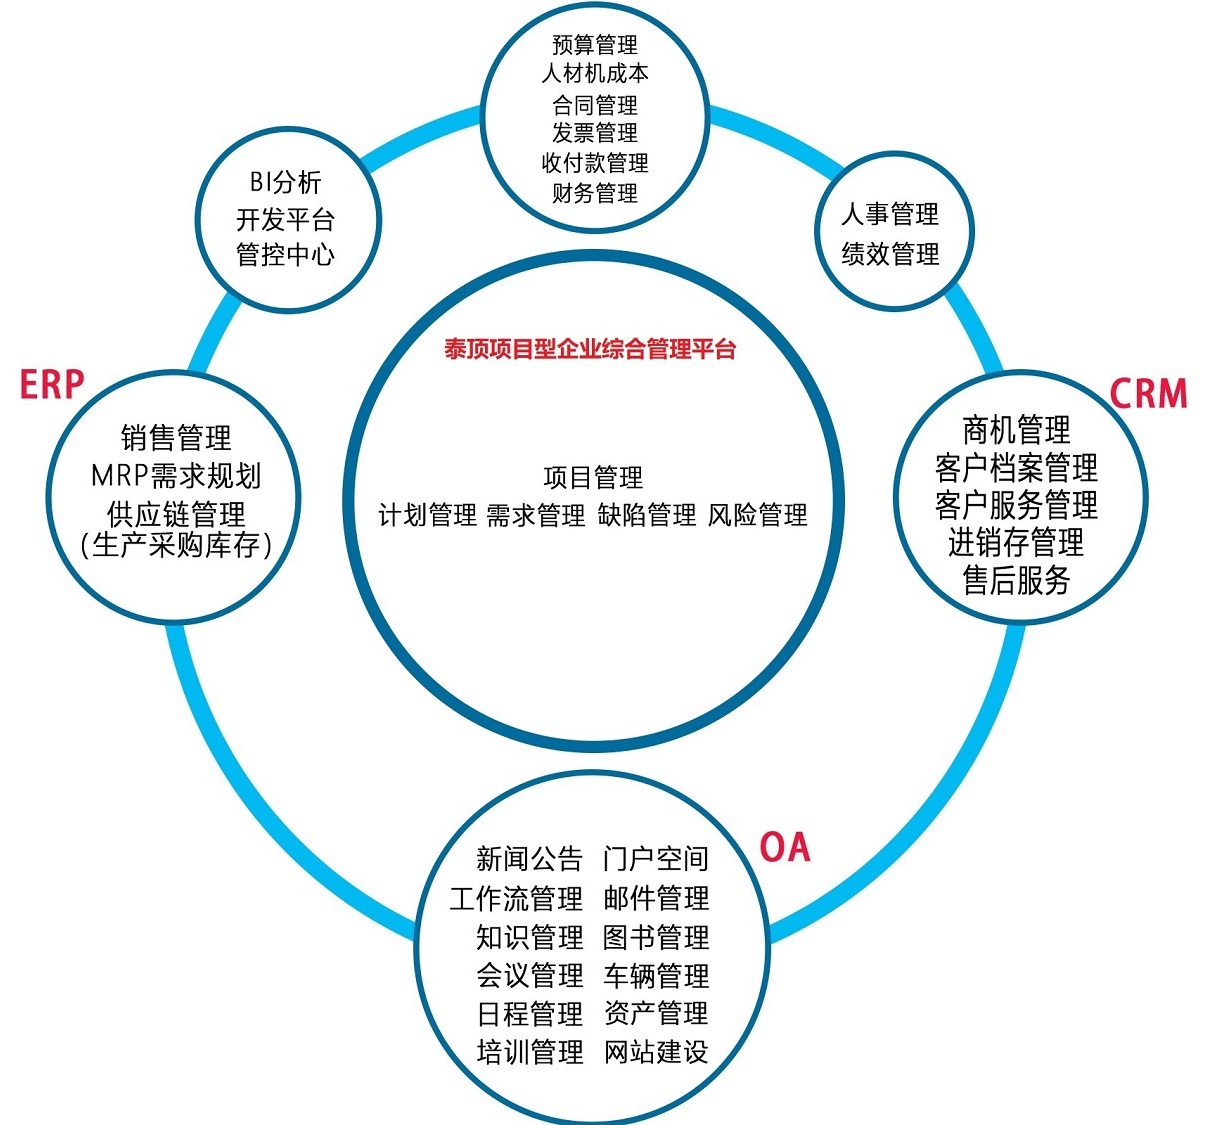 预算管理
人材机成本
合同管理
发票管理
收付款管理
财务管理
BI分析
开发平台
管控中心
人事管理
绩效管理
泰顶项目型企业综合管理平台
项目管理
计划管理 需求管理 缺陷管理 风险管理
ERP
销售管理
MRP需求规划
供应链管理
(生产采购库存)
CRM
商机管理
客户档案管理
客户服务管理
进销存管理
售后服务
OA
新闻公告 门户空间
工作流管理 邮件管理
知识管理 图书管理
会议管理 车辆管理
日程管理 资产管理
培训管理 网站建设